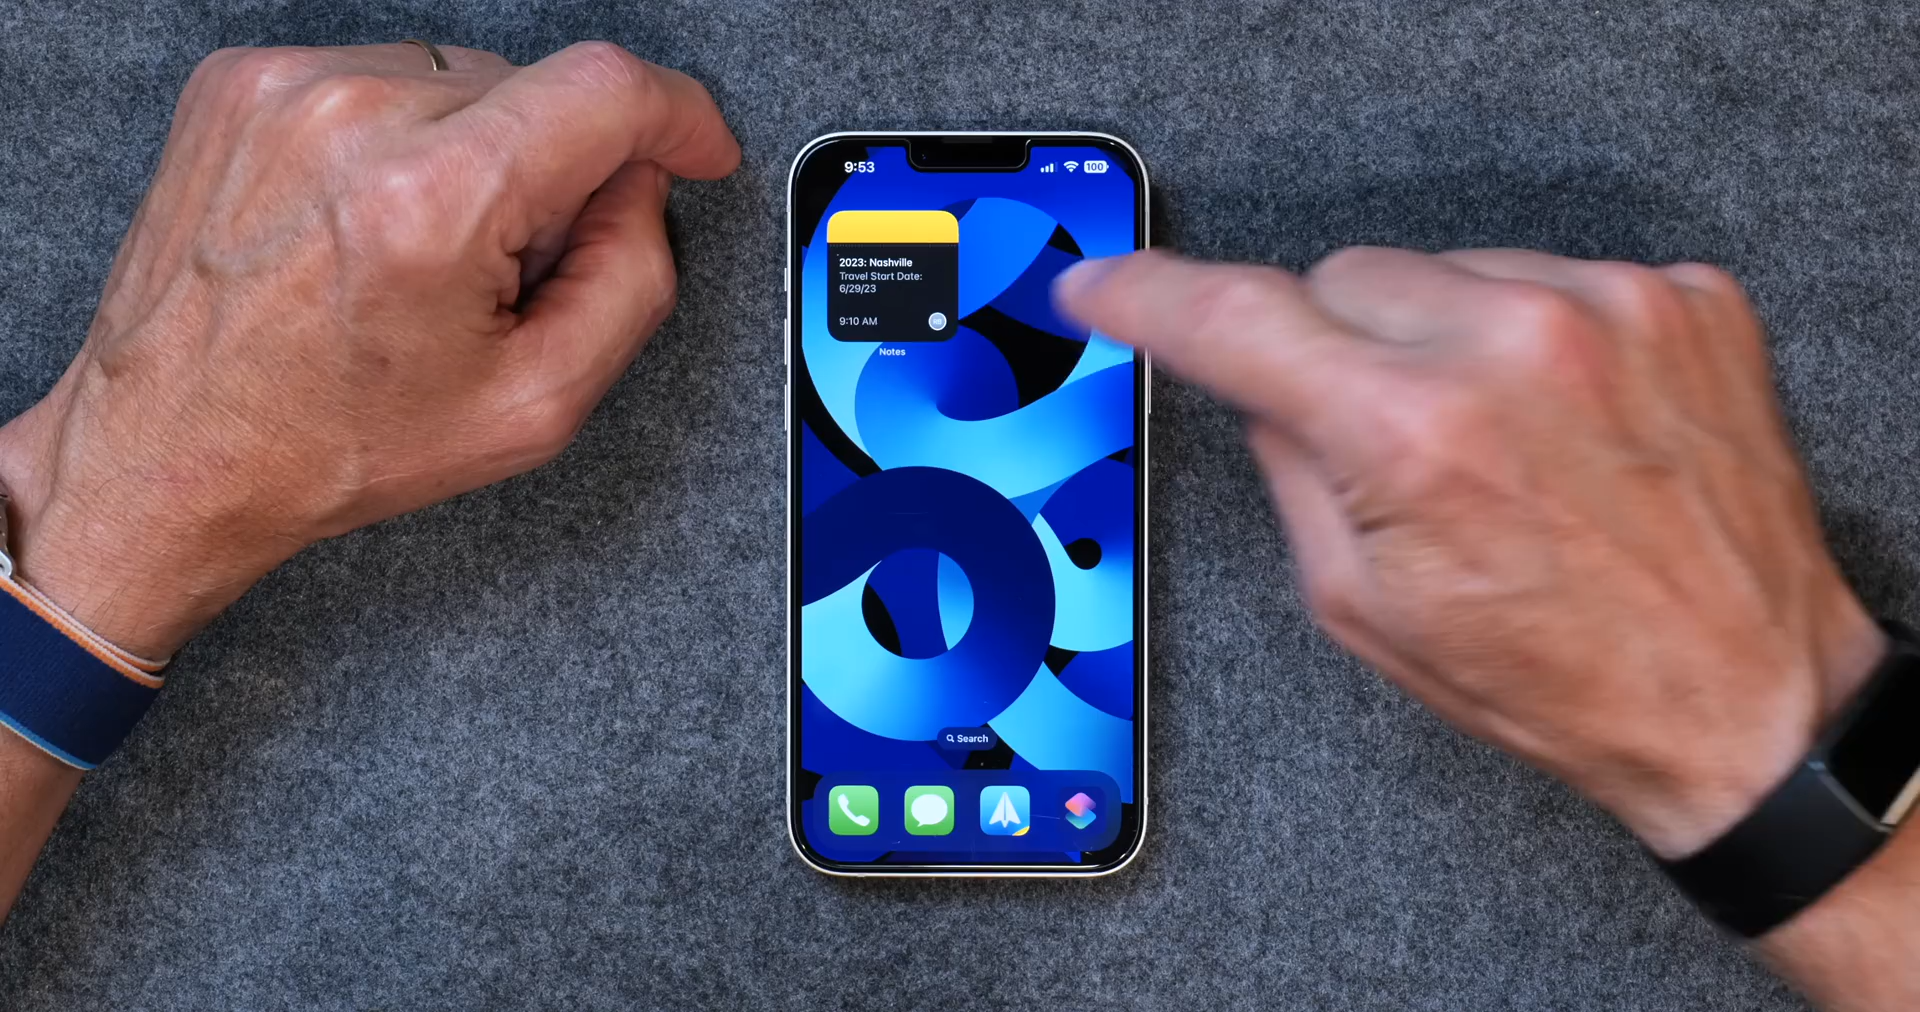 9:53
100
2023: Nashville
Travel Start Date:
6/29/23
9:10 AM
Notes
Search